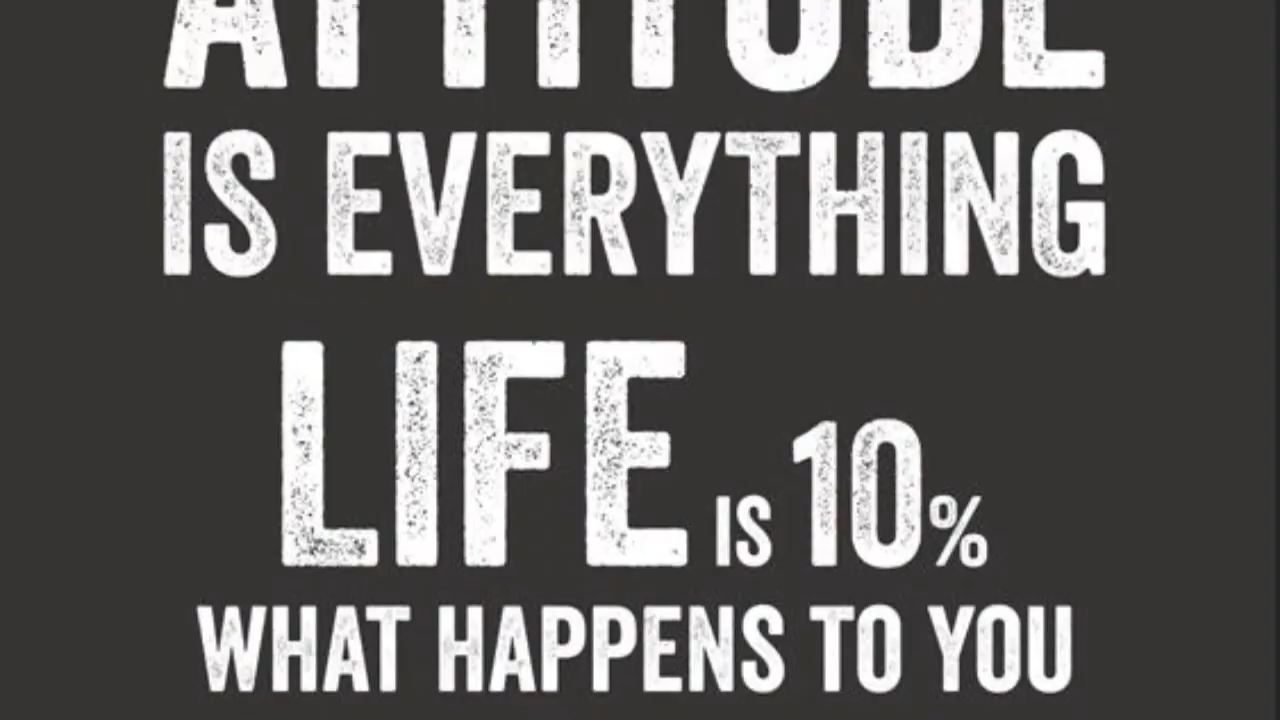 ATTITUDE
IS EVERYTHING
LIFE IS 10%
WHAT HAPPENS TO YOU